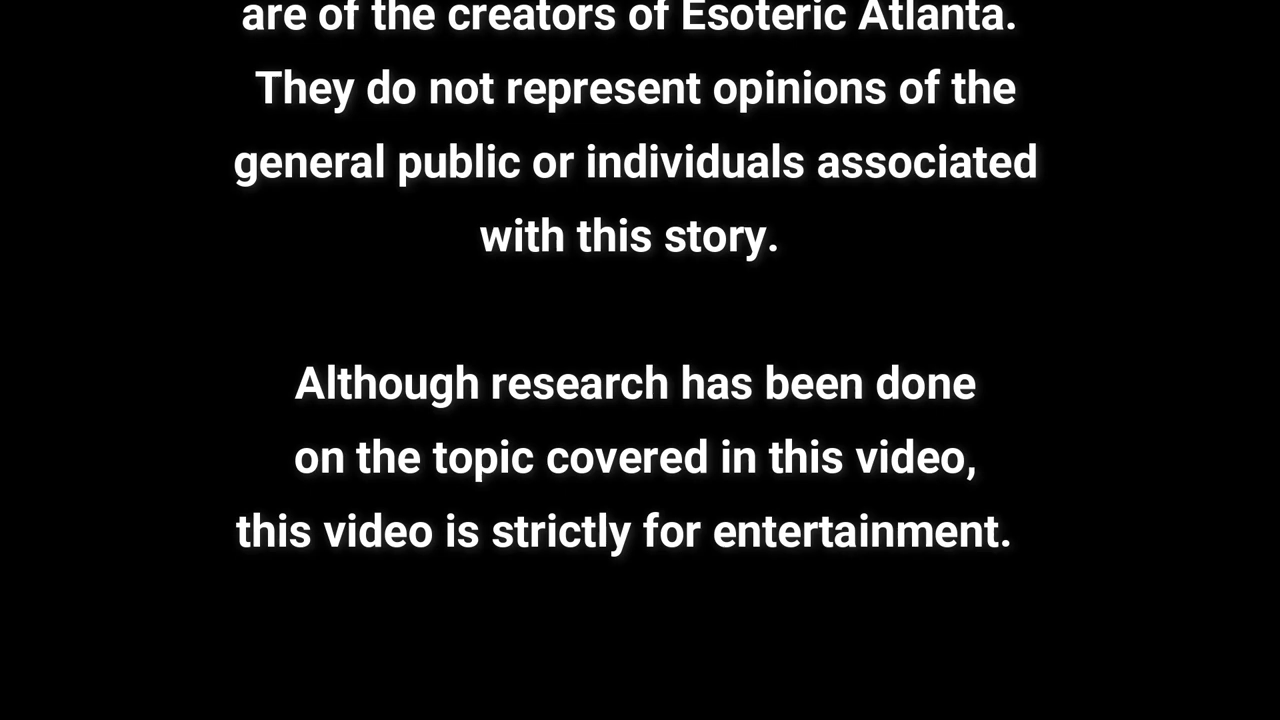 are of the creators of Esoteric Atlanta.
They do not represent opinions of the
general public or individuals associated
with this story.
Although research has been done
on the topic covered in this video,
this video is strictly for entertainment.